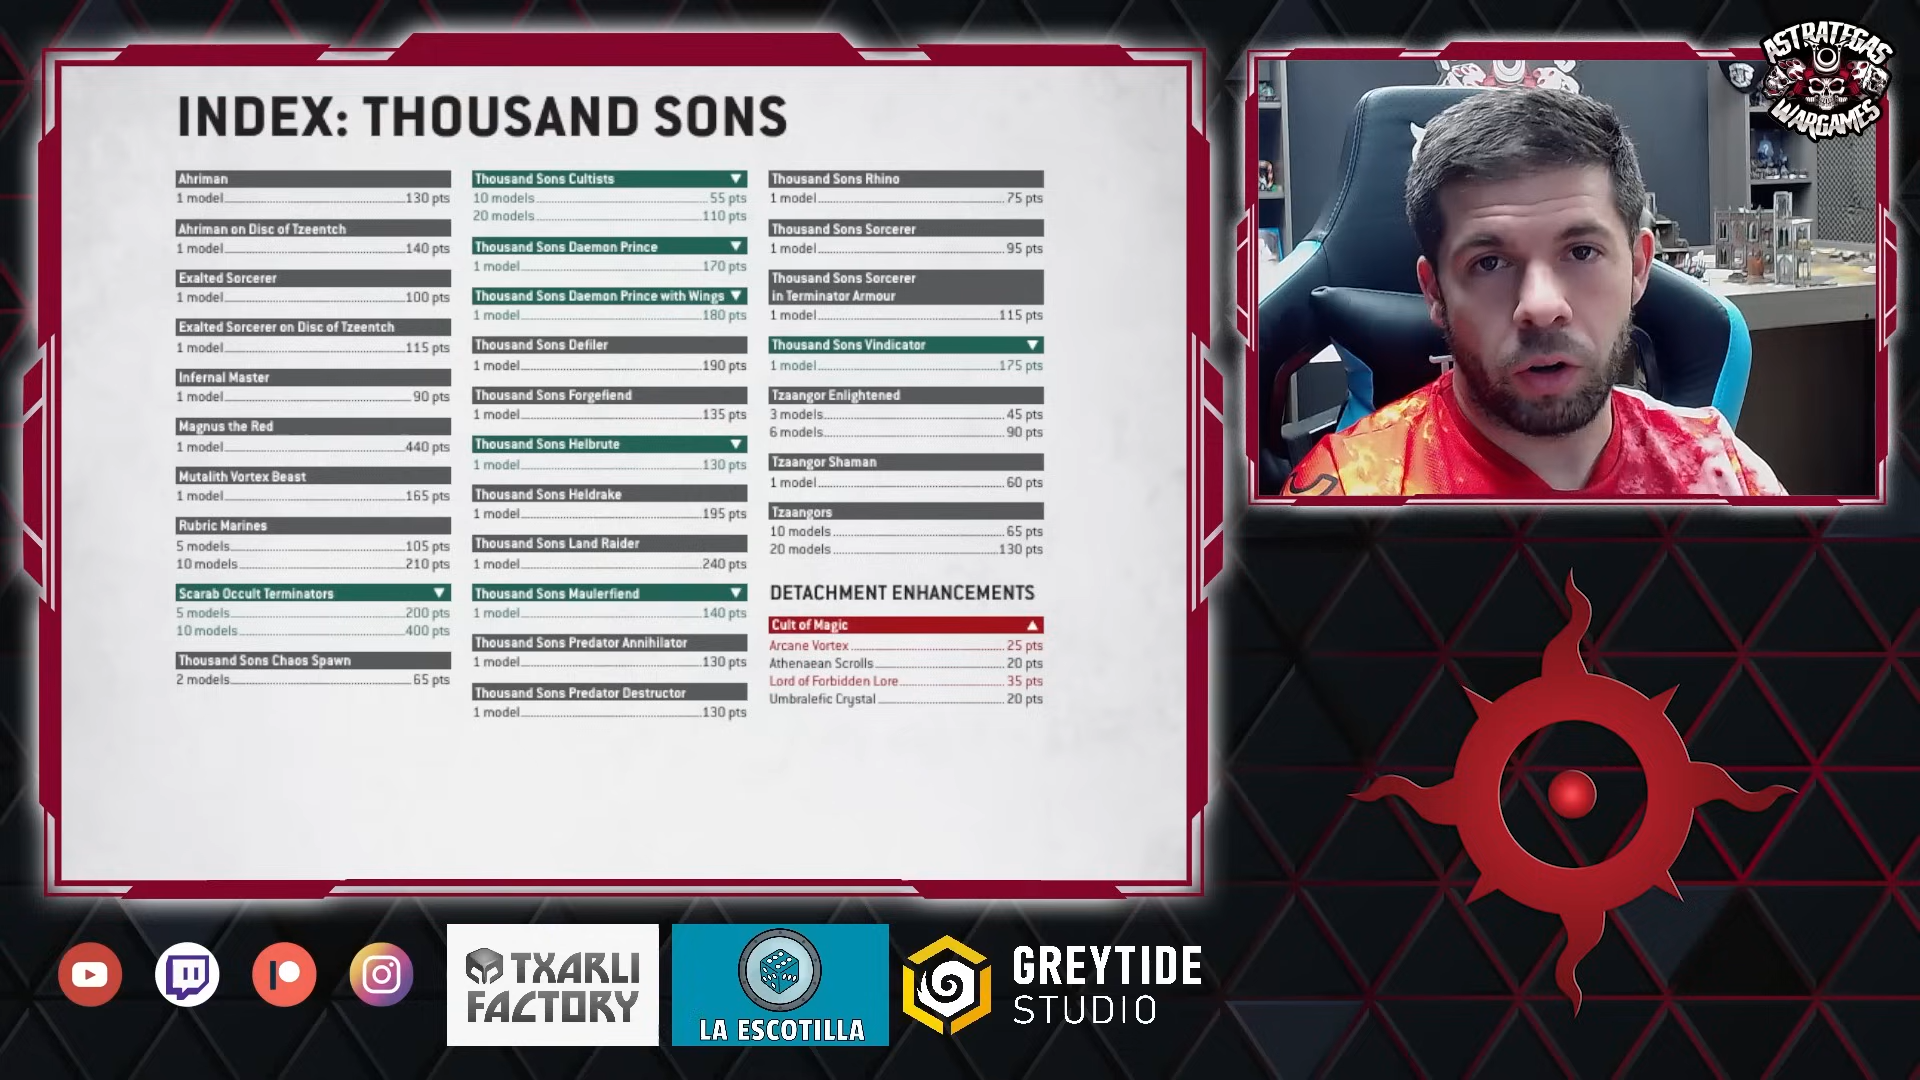 INDEX: THOUSAND SONS
Ahriman
1 model 130 pts
Ahriman on Disc of Tzeentch
1 model 140 pts
Exalted Sorcerer
1 model 100 pts
Exalted Sorcerer on Disc of Tzeentch
1 model 115 pts
Infernal Master
1 model 90 pts
Magnus the Red
1 model 440 pts
Mutalith Vortex Beast
1 model 165 pts
Rubric Marines
5 models 105 pts
10 models 210 pts
Scarab Occult Terminators ▼
5 models 200 pts
10 models 400 pts
Thousand Sons Chaos Spawn
2 models 65 pts
Thousand Sons Cultists ▼
10 models 55 pts
20 models 110 pts
Thousand Sons Daemon Prince ▼
1 model 170 pts
Thousand Sons Daemon Prince with Wings ▼
1 model 180 pts
Thousand Sons Defiler
1 model 190 pts
Thousand Sons Forgefiend
1 model 135 pts
Thousand Sons Helbrute ▼
1 model 130 pts
Thousand Sons Heldrake
1 model 195 pts
Thousand Sons Land Raider
1 model 240 pts
Thousand Sons Maulerfiend ▼
1 model 140 pts
Thousand Sons Predator Annihilator
1 model 130 pts
Thousand Sons Predator Destructor
1 model 130 pts
Thousand Sons Rhino
1 model 75 pts
Thousand Sons Sorcerer
1 model 95 pts
Thousand Sons Sorcerer
in Terminator Armour
1 model 115 pts
Thousand Sons Vindicator ▼
1 model 175 pts
Tzaangor Enlightened
3 models 45 pts
6 models 90 pts
Tzaangor Shaman
1 model 60 pts
Tzaangors
10 models 65 pts
20 models 130 pts
DETACHMENT ENHANCEMENTS
Cult of Magic ▲
Arcane Vortex 25 pts
Athenaean Scrolls 20 pts
Lord of Forbidden Lore 35 pts
Umbralefic Crystal 20 pts
ASTRATEGAS
WARGAMES
TXARLI
FACTORY
LA ESCOTILLA
GREYTIDE
STUDIO